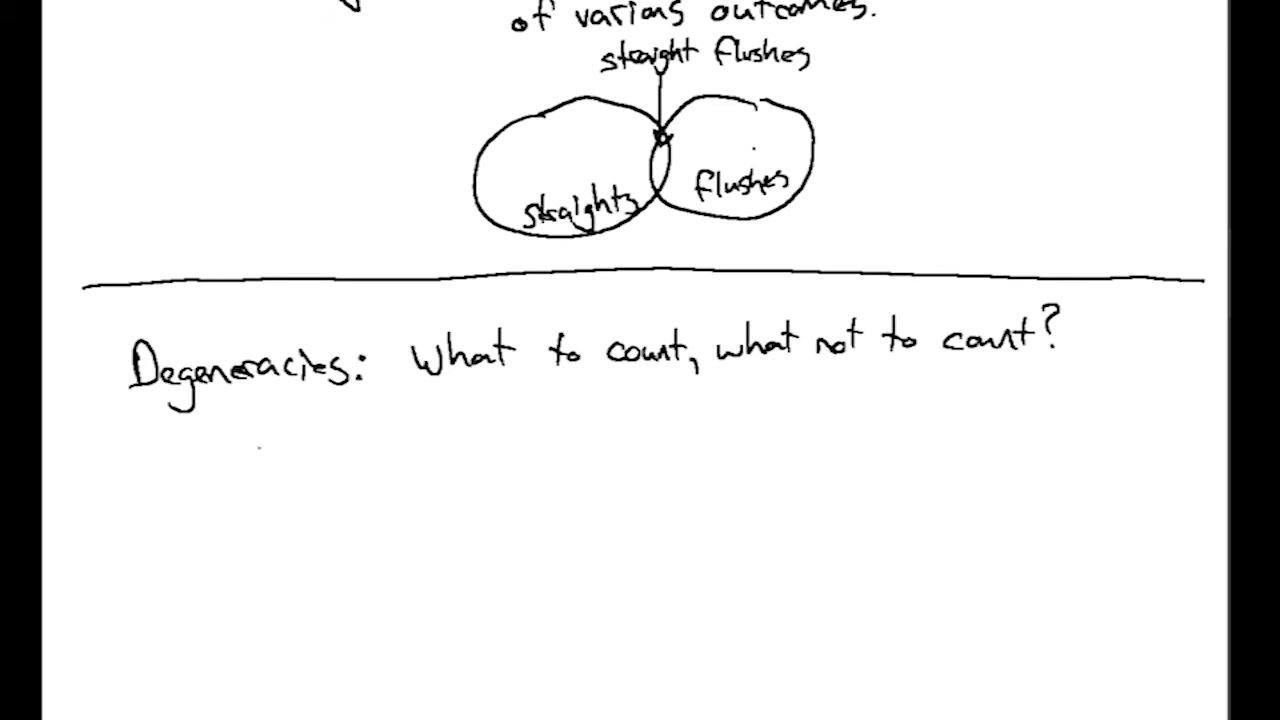 of various outcomes.
straight flushes
straights
flushes
Degeneracies: What to count, what not to count?